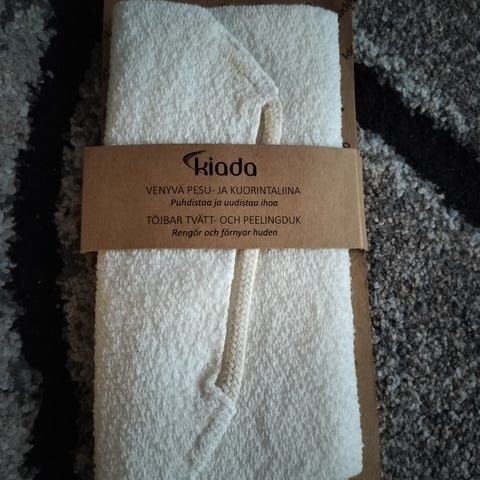 kiada
VENYVÄ PESU- JA KUORINTALIINA
Puhdistaa ja uudistaa ihoa
TÖJBAR TVÄTT- OCH PEELINGDUK
Rengör och förnyar huden